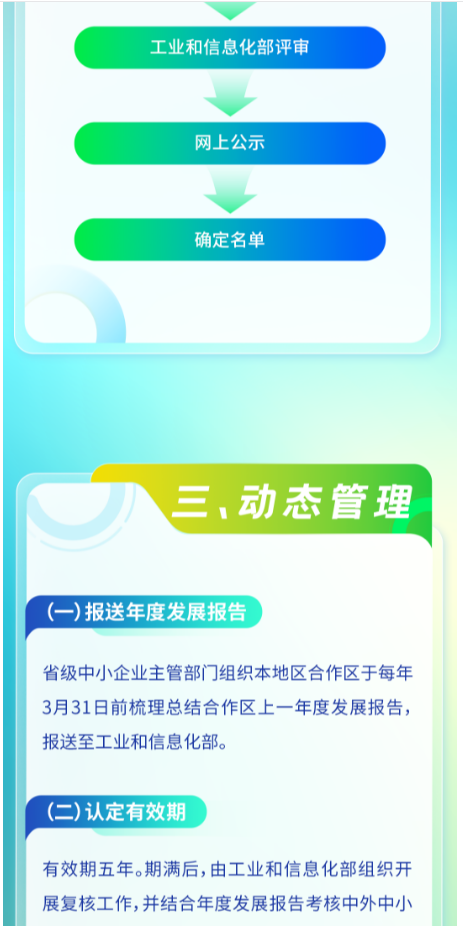 工业和信息化部评审
网上公示
确定名单
三、动态管理
（一）报送年度发展报告
省级中小企业主管部门组织本地区合作区于每年
3月31日前梳理总结合作区上一年度发展报告，
报送至工业和信息化部。
（二）认定有效期
有效期五年。期满后，由工业和信息化部组织开
展复核工作，并结合年度发展报告考核中外中小